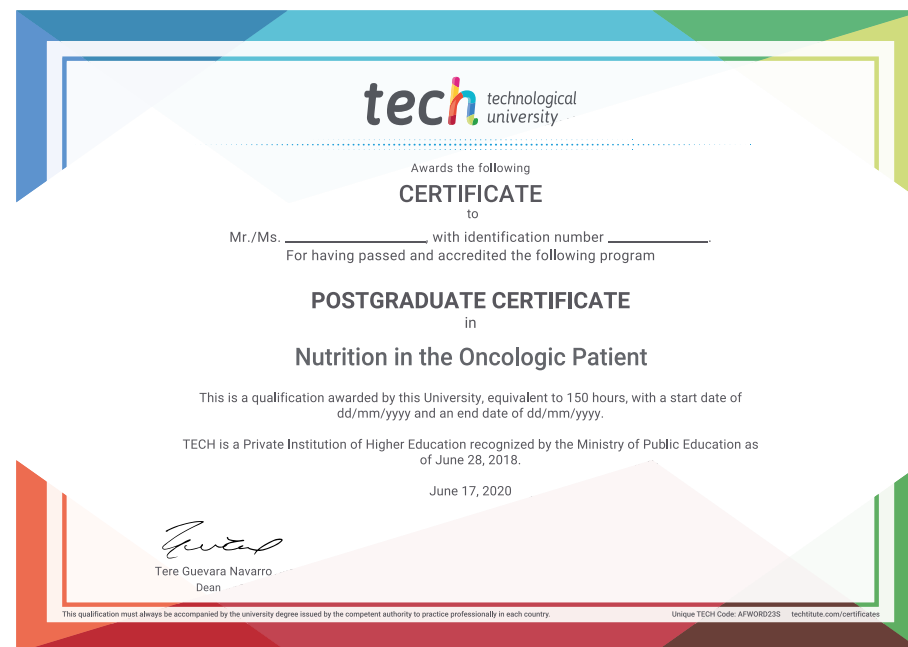 tech technological
university
Awards the following
CERTIFICATE
to
Mr./Ms. ____________________, with identification number ______________.
For having passed and accredited the following program
POSTGRADUATE CERTIFICATE
in
Nutrition in the Oncologic Patient
This is a qualification awarded by this University, equivalent to 150 hours, with a start date of
dd/mm/yyyy and an end date of dd/mm/yyyy.
TECH is a Private Institution of Higher Education recognized by the Ministry of Public Education as
of June 28, 2018.
June 17, 2020
Tere Guevara Navarro
Dean
This qualification must always be accompanied by the university degree issued by the competent authority to practice professionally in each country. Unique TECH Code: AFWORD23S techtitute.com/certificates